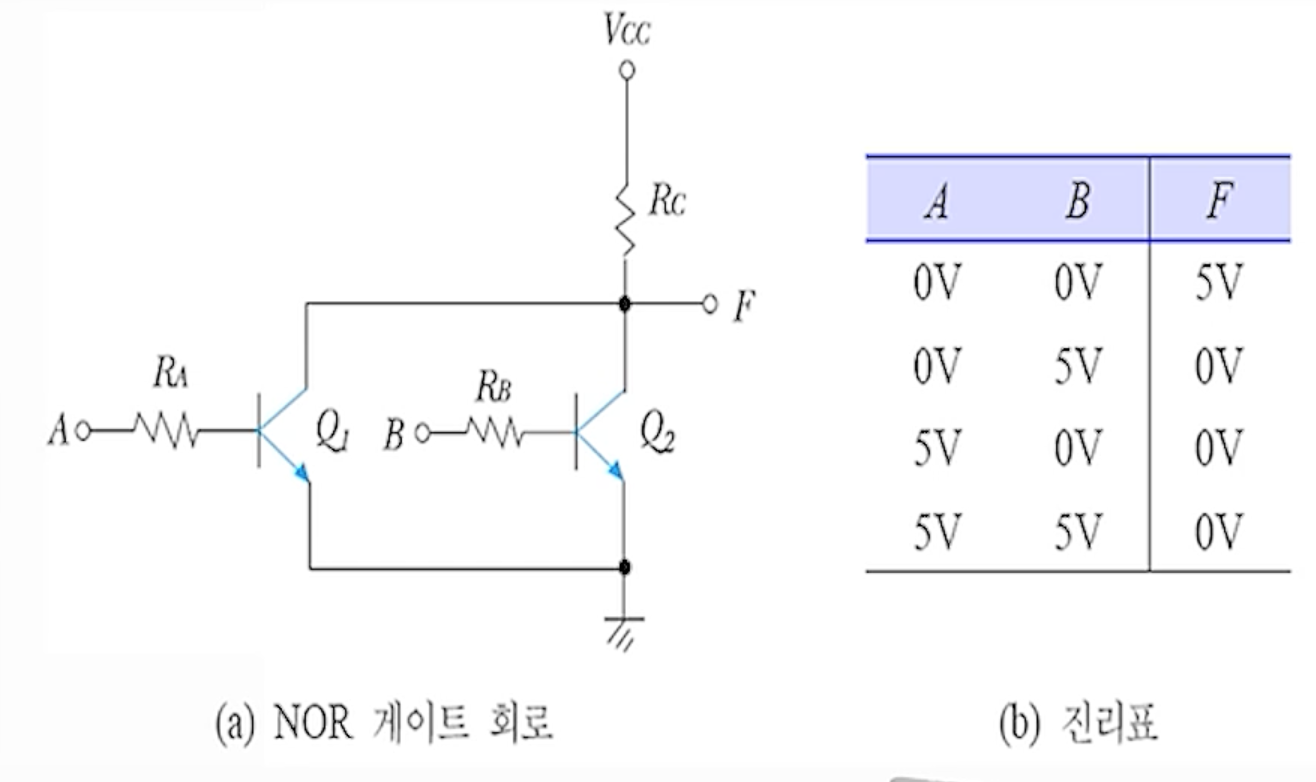 VCC
RC
F
RA
A
Q1
RB
B
Q2
A B F
0V 0V 5V
0V 5V 0V
5V 0V 0V
5V 5V 0V
(a) NOR 게이트 회로
(b) 진리표